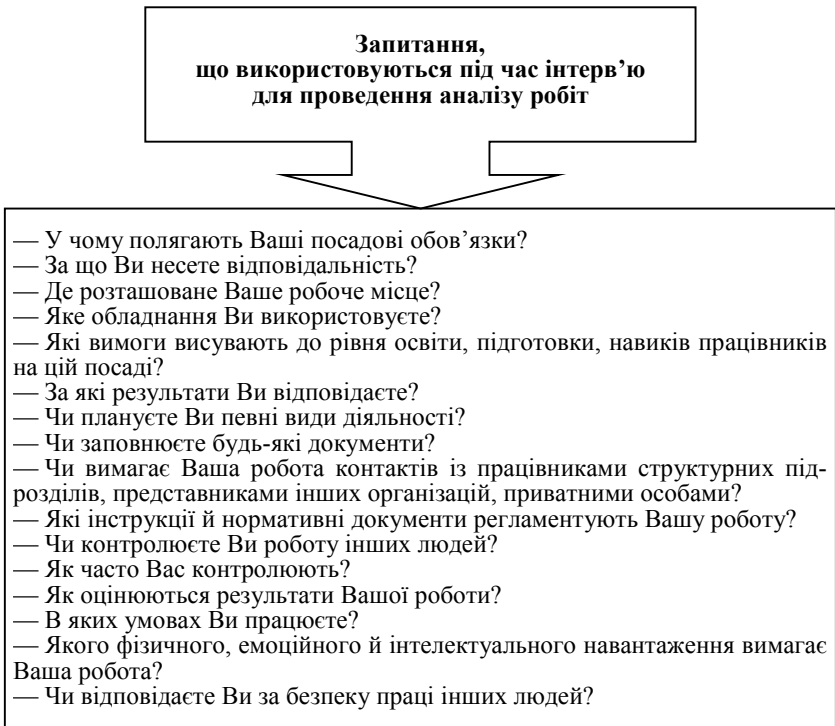 Запитання,
що використовуються під час інтерв’ю
для проведення аналізу робіт
— У чому полягають Ваші посадові обов’язки?
— За що Ви несете відповідальність?
— Де розташоване Ваше робоче місце?
— Яке обладнання Ви використовуєте?
— Які вимоги висувають до рівня освіти, підготовки, навиків працівників
на цій посаді?
— За які результати Ви відповідаєте?
— Чи плануєте Ви певні види діяльності?
— Чи заповнюєте будь-які документи?
— Чи вимагає Ваша робота контактів із працівниками структурних під-
розділів, представниками інших організацій, приватними особами?
— Які інструкції й нормативні документи регламентують Вашу роботу?
— Чи контролюєте Ви роботу інших людей?
— Як часто Вас контролюють?
— Як оцінюються результати Вашої роботи?
— В яких умовах Ви працюєте?
— Якого фізичного, емоційного й інтелектуального навантаження вимагає
Ваша робота?
— Чи відповідаєте Ви за безпеку праці інших людей?